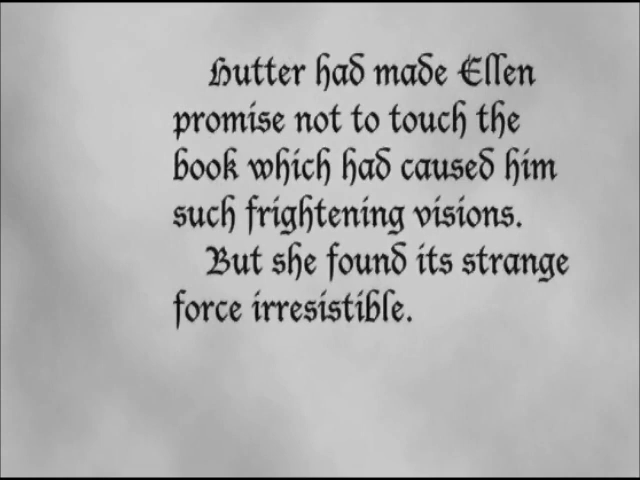 Hutter had made Ellen
promise not to touch the
book which had caused him
such frightening visions.
But she found its strange
force irresistible.